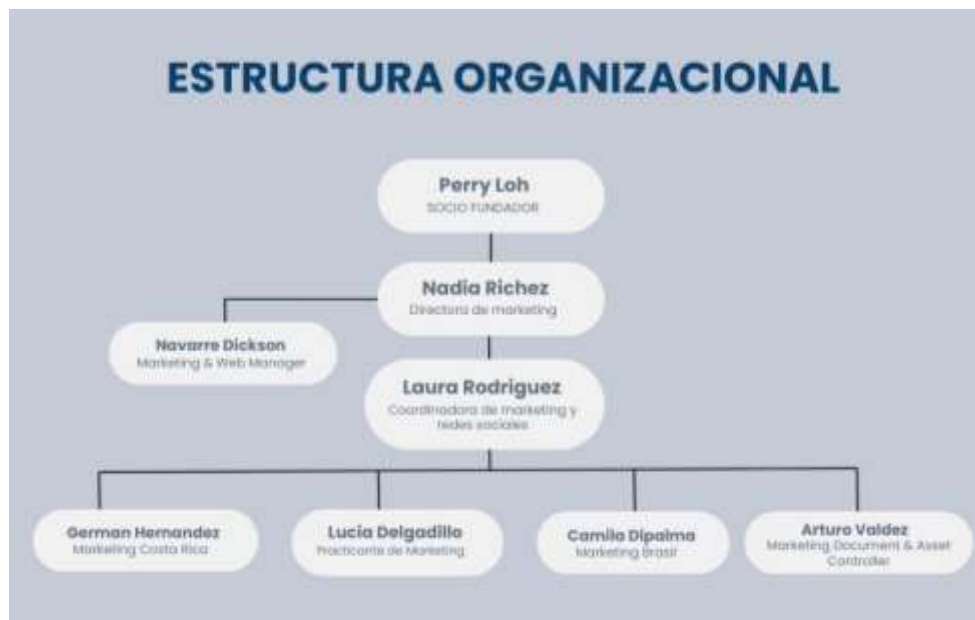 ESTRUCTURA ORGANIZACIONAL
Perry Loh
SOCIO FUNDADOR
Nadia Richez
Directora de marketing
Navarre Dickson
Marketing & Web Manager
Laura Rodriguez
Coordinadora de marketing y
redes sociales
German Hernandez
Marketing Costa Rica
Lucia Delgadillo
Practicante de Marketing
Camila Dipalma
Marketing Brasil
Arturo Valdez
Marketing Document & Asset
Controller